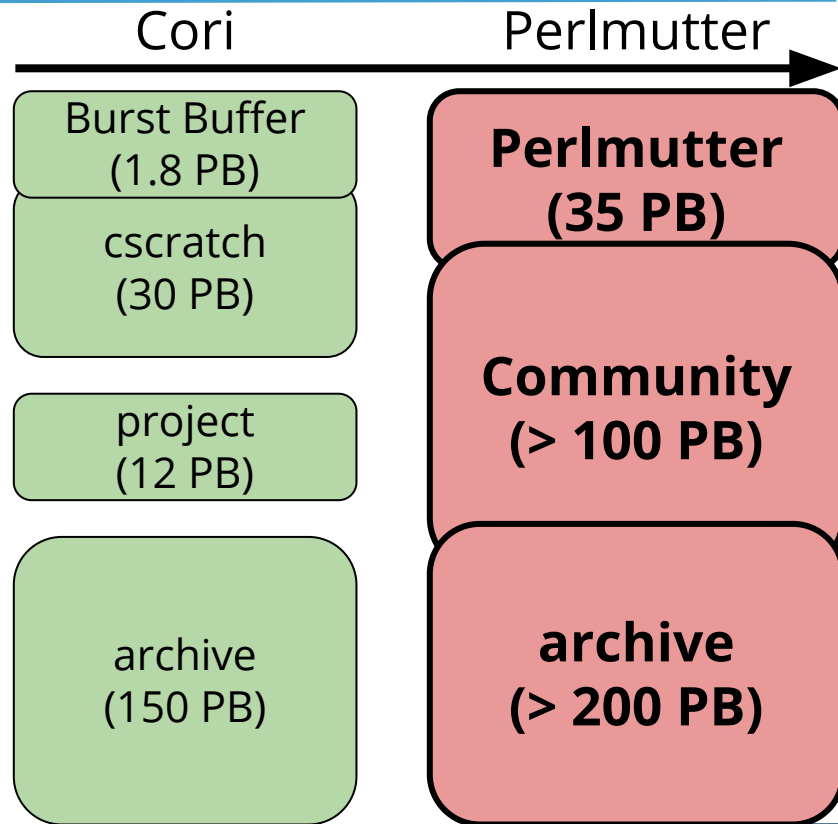 Cori
Perlmutter
Burst Buffer
(1.8 PB)
cscratch
(30 PB)
project
(12 PB)
archive
(150 PB)
Perlmutter
(35 PB)
Community
(> 100 PB)
archive
(> 200 PB)